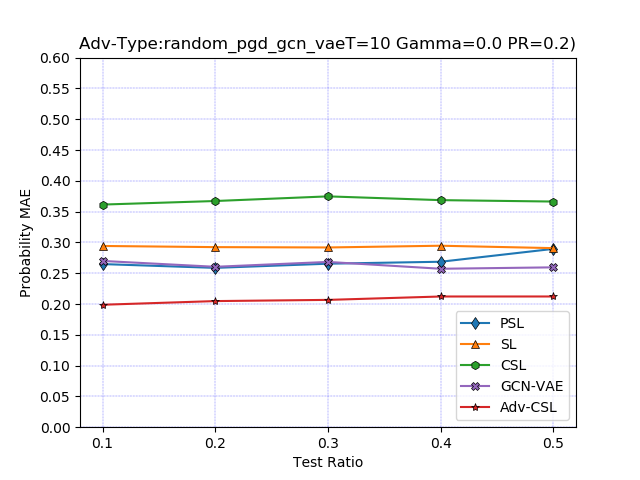 Adv-Type:random_pgd_gcn_vaeT=10 Gamma=0.0 PR=0.2)
0.60
0.55
0.50
0.45
0.40
0.35
0.30
0.25
0.20
0.15
0.10
0.05
0.00
Probability MAE
PSL
SL
CSL
GCN-VAE
Adv-CSL
0.1 0.2 0.3 0.4 0.5
Test Ratio